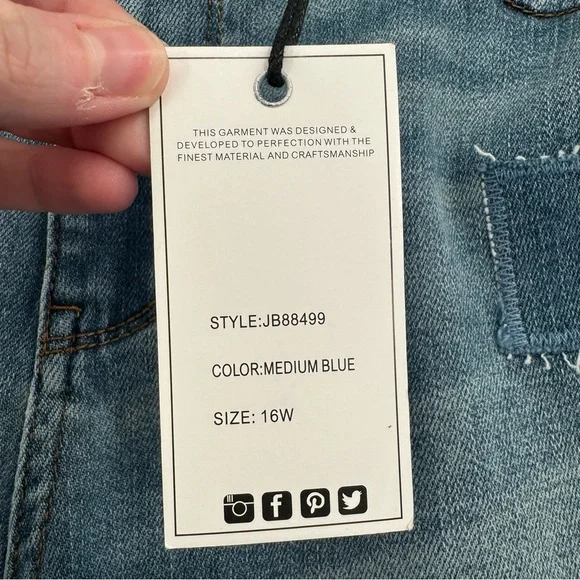 THIS GARMENT WAS DESIGNED &
DEVELOPED TO PERFECTION WITH THE
FINEST MATERIAL AND CRAFTSMANSHIP
STYLE:JB88499
COLOR:MEDIUM BLUE
SIZE: 16W